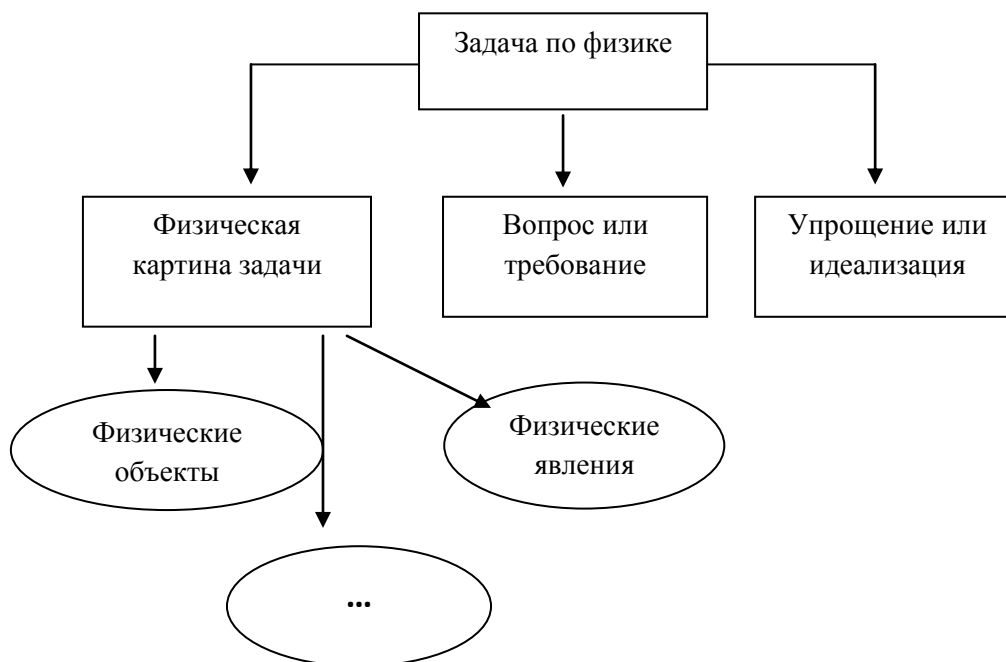 Задача по физике
Физическая
картина задачи
Вопрос или
требование
Упрощение или
идеализация
Физические
объекты
Физические
явления
...